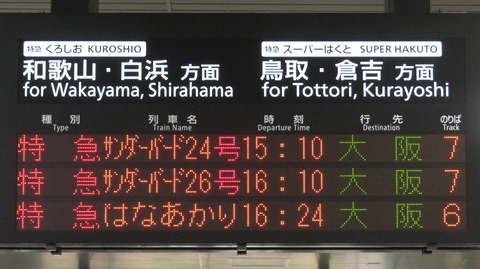 特急 くろしお KUROSHIO
和歌山・白浜 方面
for Wakayama, Shirahama
特急 スーパーはくと SUPER HAKUTO
鳥取・倉吉 方面
for Tottori, Kurayoshi
種別 列車名 時刻 行先 のりば
Type Train Name Departure Time Destination Track
特急 サンダーバード24号 15:10 大阪 7
特急 サンダーバード26号 16:10 大阪 7
特急 はなあかり 16:24 大阪 6